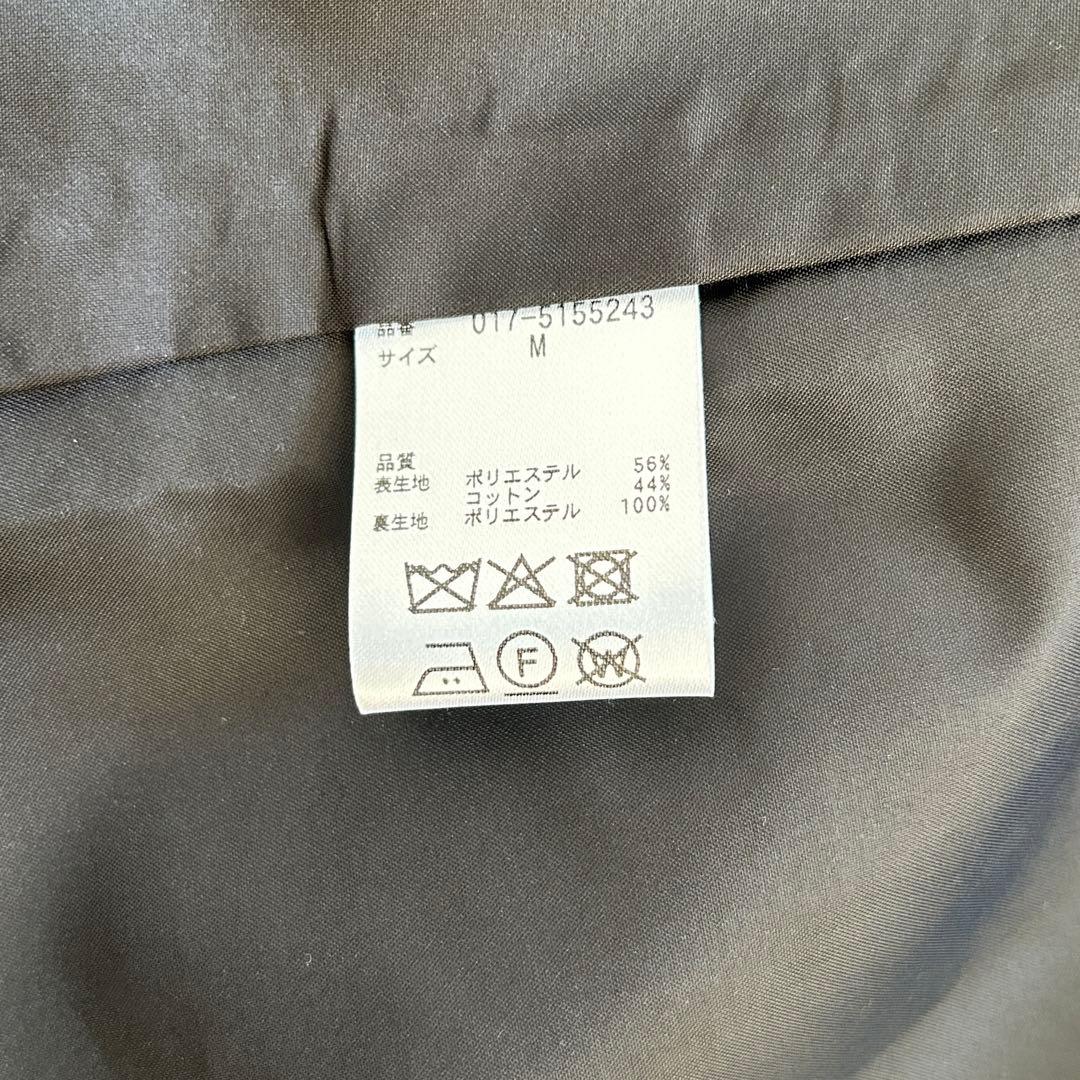 品番 017-5155243
サイズ M
品質
表生地 ポリエステル 56%
コットン 44%
裏生地 ポリエステル 100%
F W